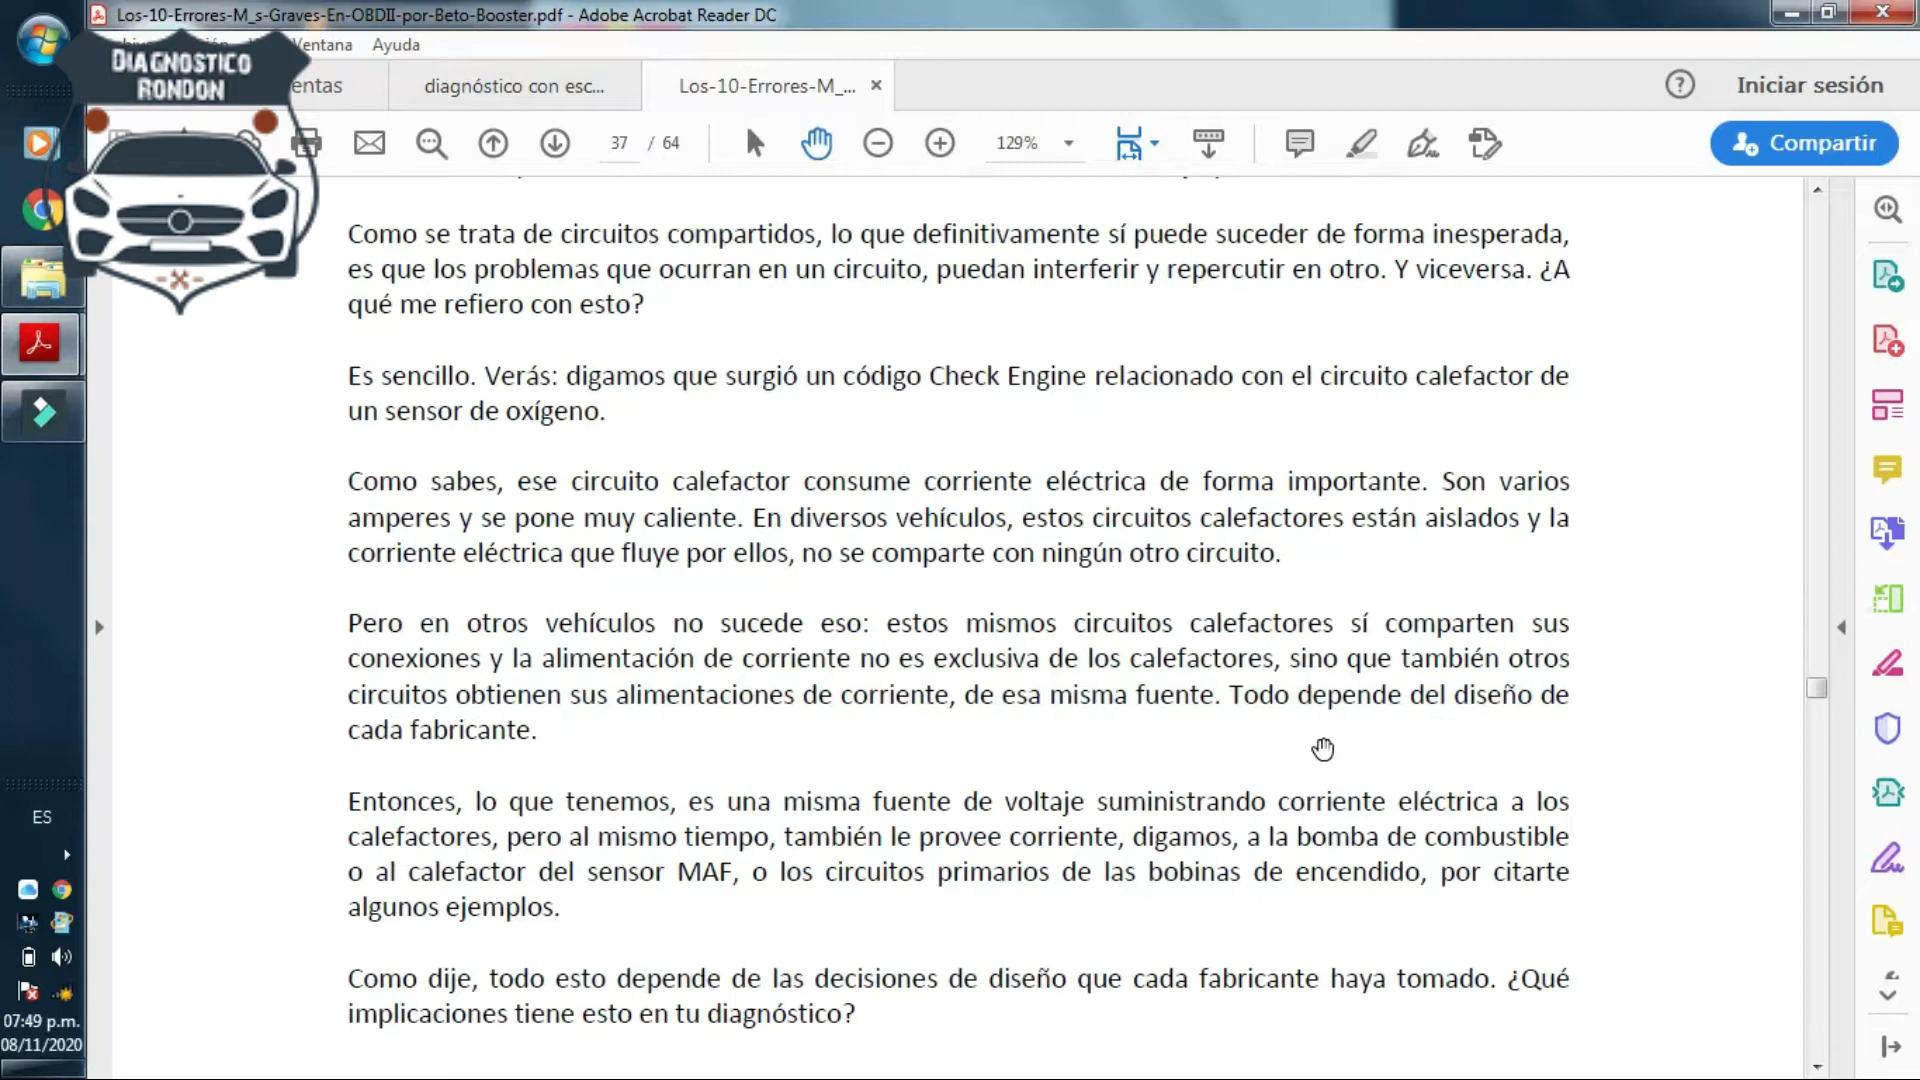 Los-10-Errores-M_s-Graves-En-OBDII-por-Beto-Booster.pdf - Adobe Acrobat Reader DC
Ventana Ayuda
DIAGNOSTICO
RONDON
entas
diagnóstico con esc...
Los-10-Errores-M_...
Iniciar sesión
37 / 64
129%
Compartir
Como se trata de circuitos compartidos, lo que definitivamente sí puede suceder de forma inesperada,
es que los problemas que ocurran en un circuito, puedan interferir y repercutir en otro. Y viceversa. ¿A
qué me refiero con esto?
Es sencillo. Verás: digamos que surgió un código Check Engine relacionado con el circuito calefactor de
un sensor de oxígeno.
Como sabes, ese circuito calefactor consume corriente eléctrica de forma importante. Son varios
amperes y se pone muy caliente. En diversos vehículos, estos circuitos calefactores están aislados y la
corriente eléctrica que fluye por ellos, no se comparte con ningún otro circuito.
Pero en otros vehículos no sucede eso: estos mismos circuitos calefactores sí comparten sus
conexiones y la alimentación de corriente no es exclusiva de los calefactores, sino que también otros
circuitos obtienen sus alimentaciones de corriente, de esa misma fuente. Todo depende del diseño de
cada fabricante.
Entonces, lo que tenemos, es una misma fuente de voltaje suministrando corriente eléctrica a los
calefactores, pero al mismo tiempo, también le provee corriente, digamos, a la bomba de combustible
o al calefactor del sensor MAF, o los circuitos primarios de las bobinas de encendido, por citarte
algunos ejemplos.
Como dije, todo esto depende de las decisiones de diseño que cada fabricante haya tomado. ¿Qué
implicaciones tiene esto en tu diagnóstico?
ES
07:49 p.m.
08/11/2020